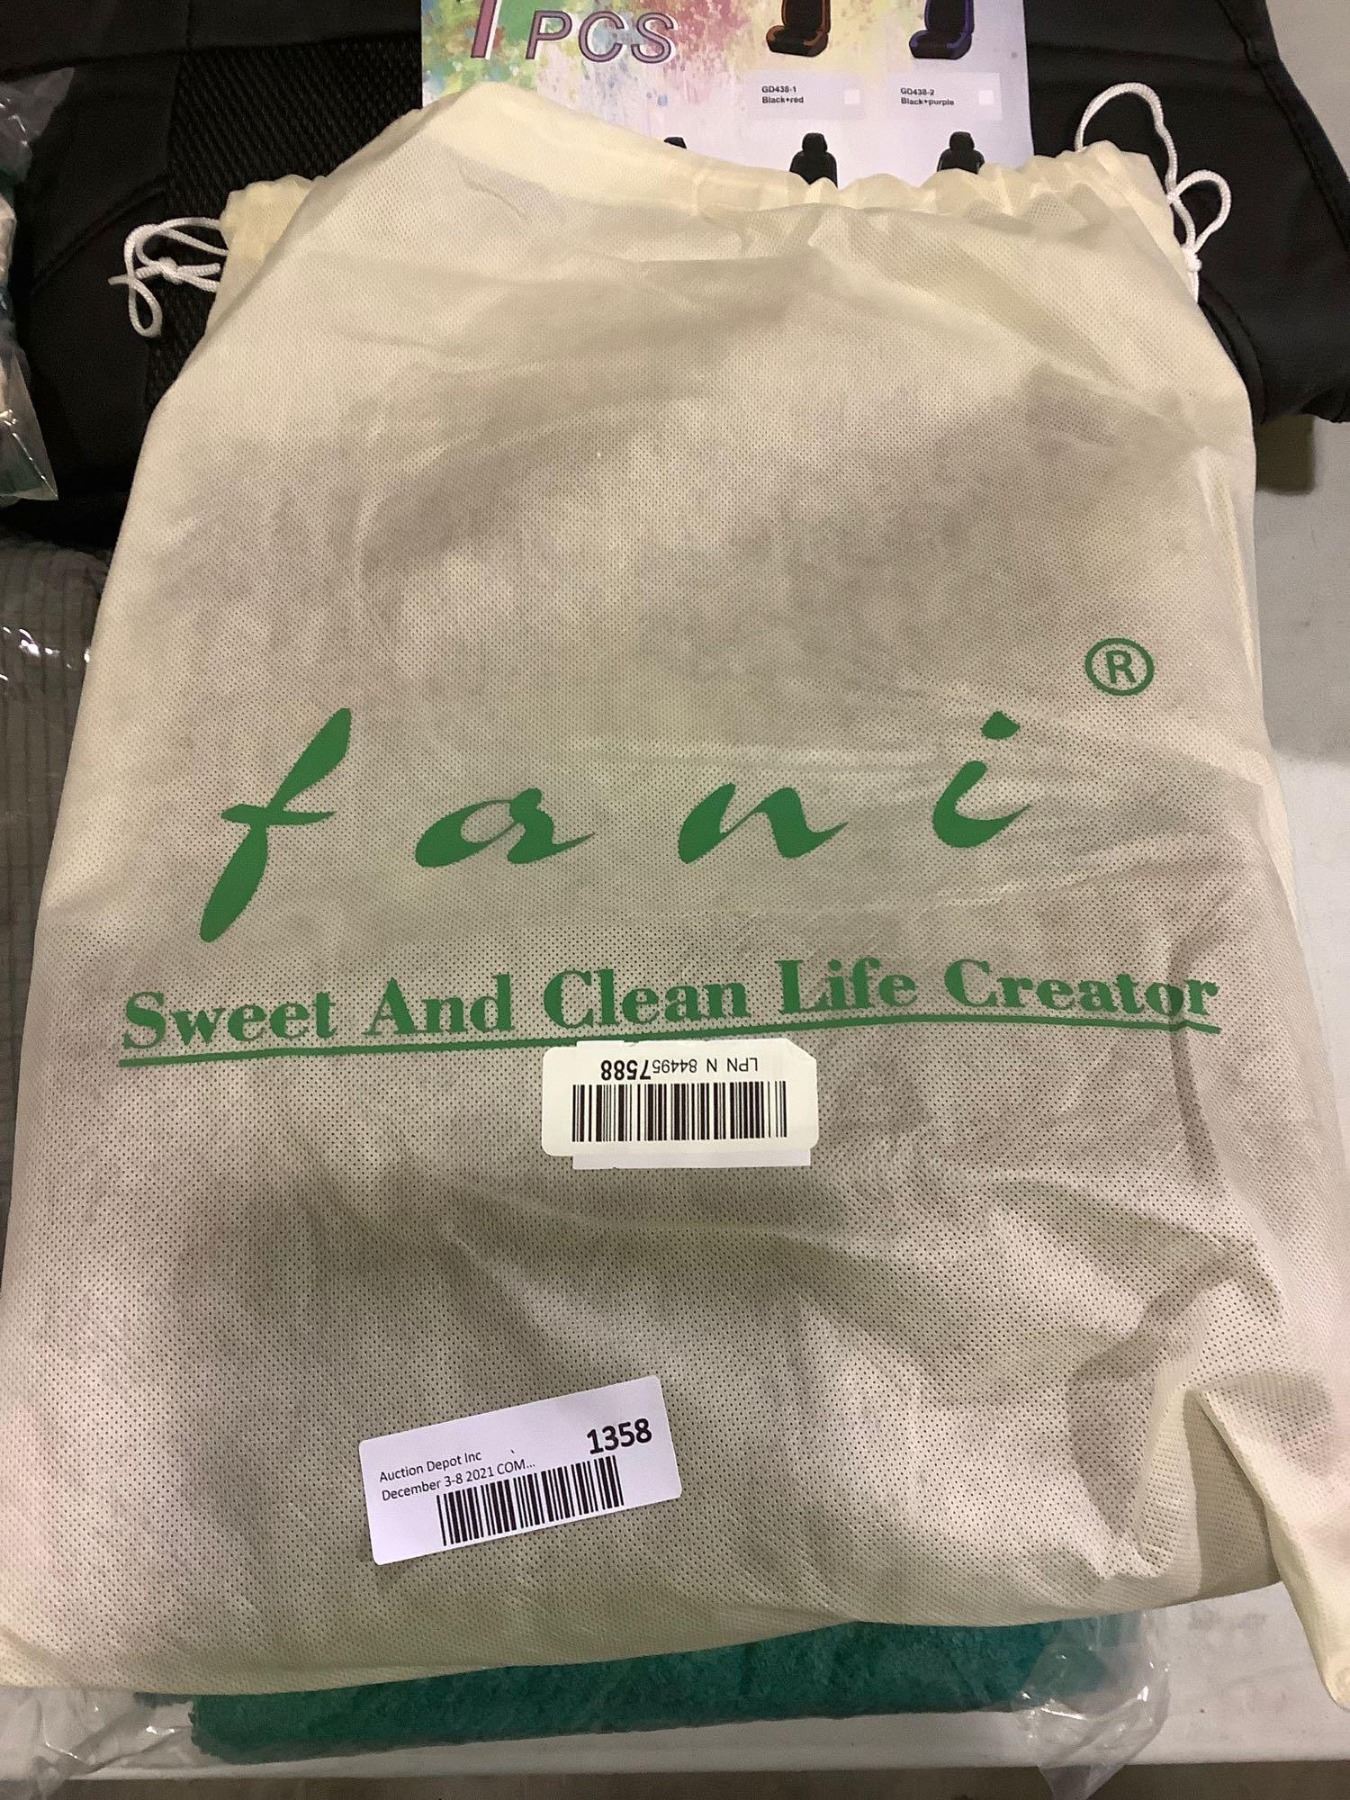 7 PCS
GD438-1
Black+red
GD438-2
Black+purple
fani®
Sweet And Clean Life Creator
LPN N 844957588
1358
Auction Depot Inc
December 3-8 2021 COM...